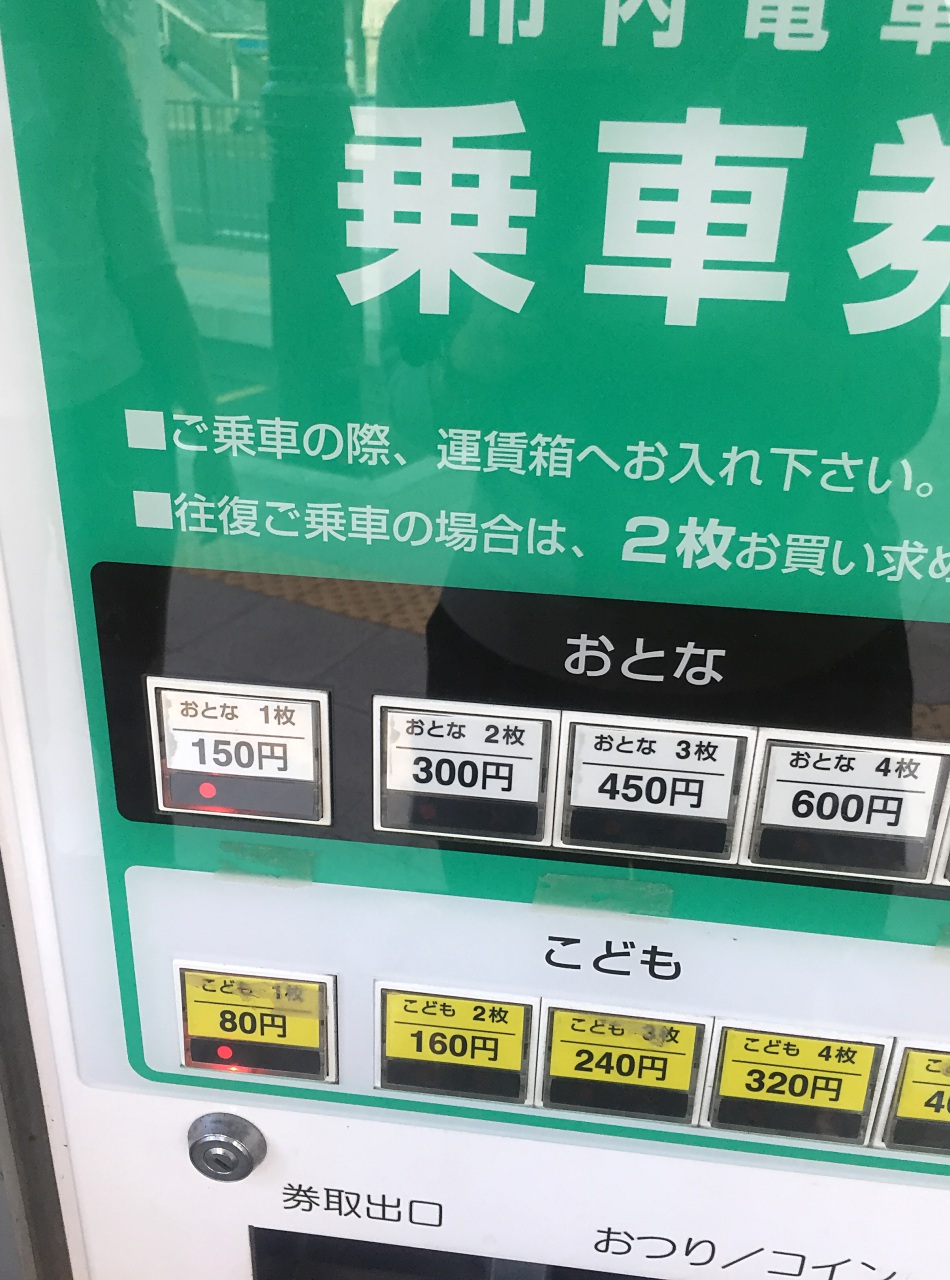 市内電車
乗車券
■ご乗車の際、運賃箱へお入れ下さい。
■往復ご乗車の場合は、2枚お買い求め
おとな
おとな 1枚
150円
おとな 2枚
300円
おとな 3枚
450円
おとな 4枚
600円
こども
こども 1枚
80円
こども 2枚
160円
こども 3枚
240円
こども 4枚
320円
券取出口
おつり／コイン